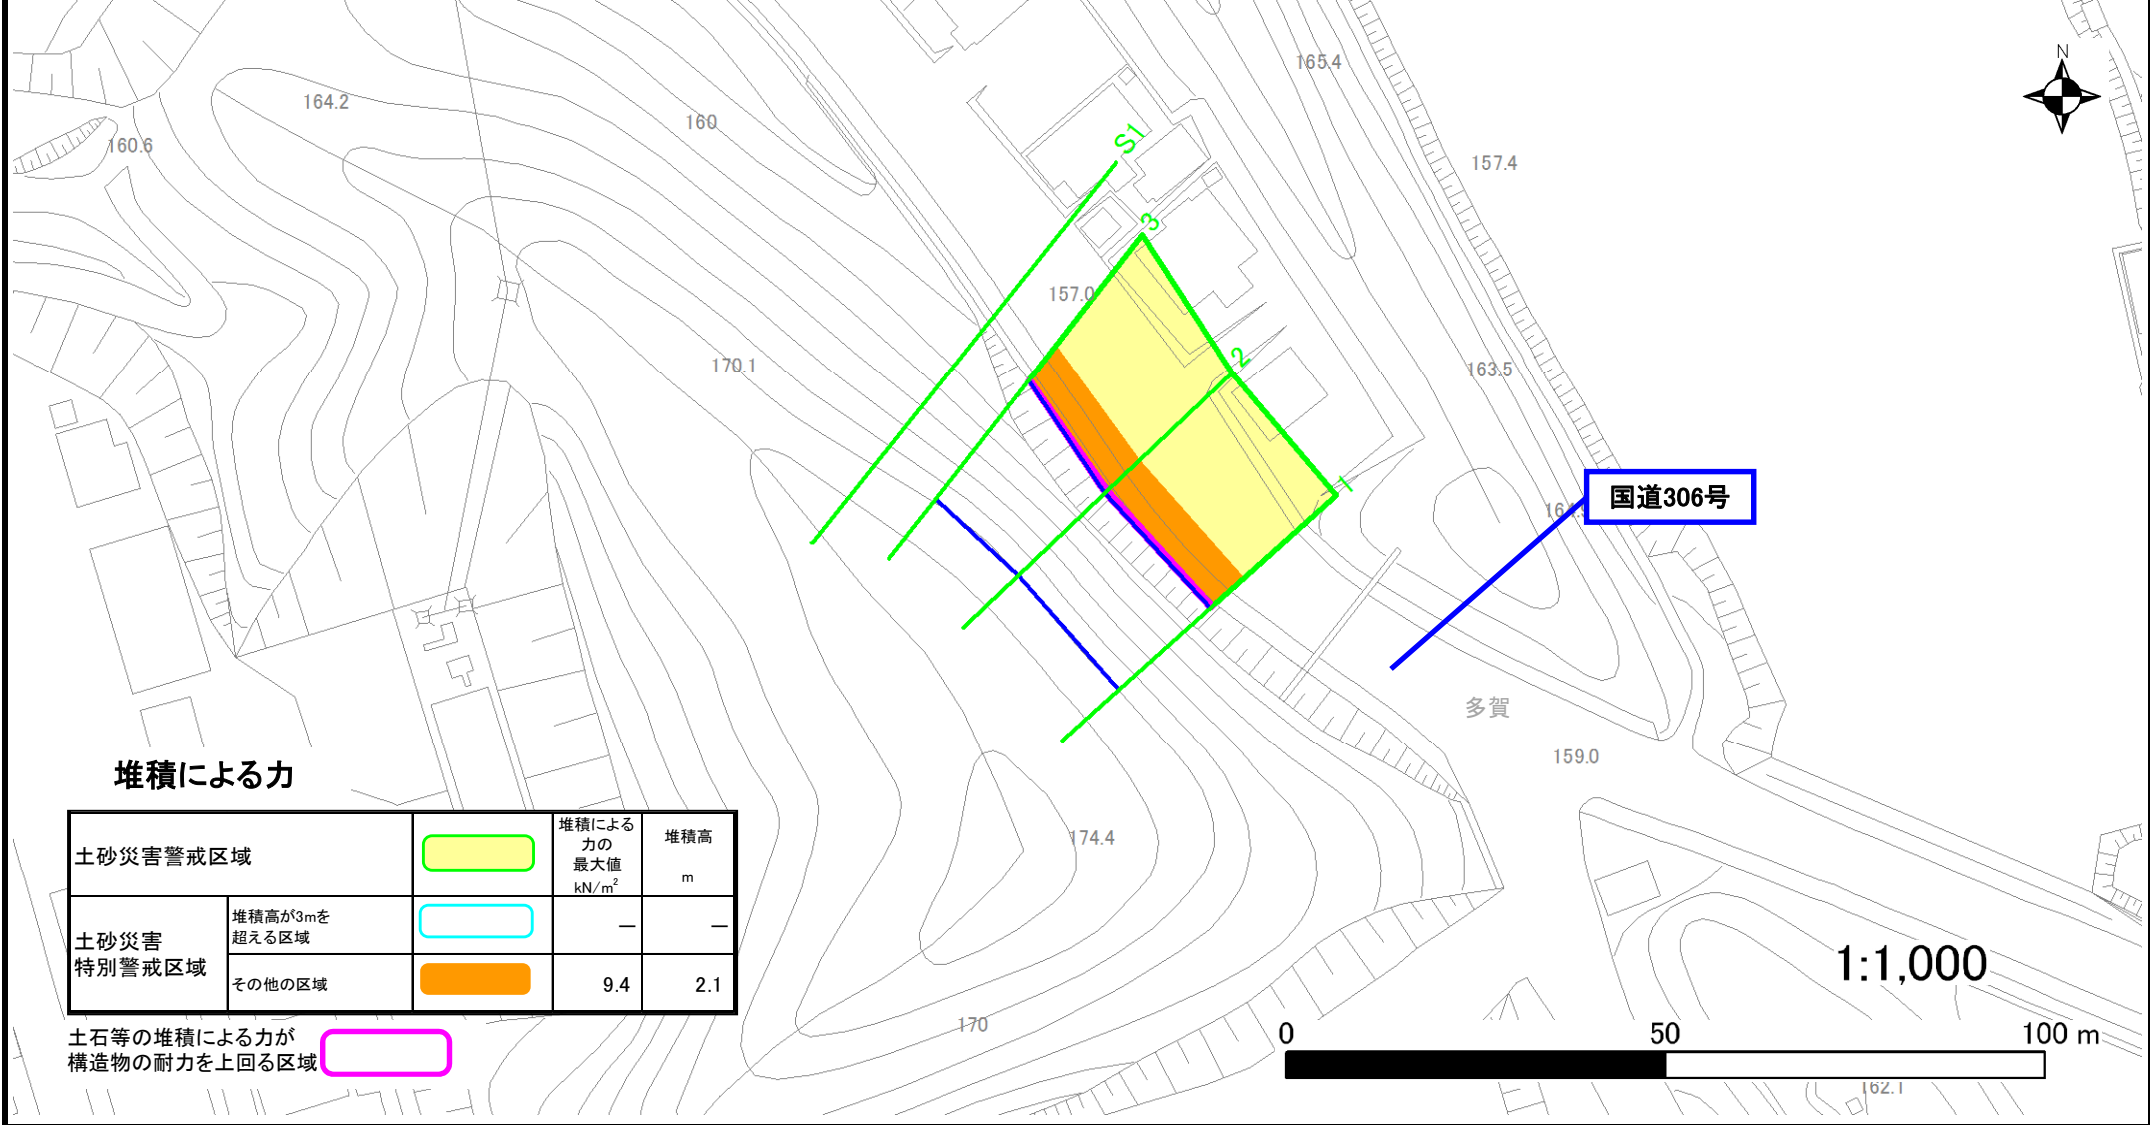 N
165.4
164.2
160
S1
160.6
157.4
3
157.0
2
170.1
163.5
1
国道306号
多賀
159.0
堆積による力
土砂災害警戒区域
堆積による
力の
最大値
kN/m²
堆積高
m
174.4
土砂災害
特別警戒区域
堆積高が3mを
超える区域
—
—
その他の区域
9.4
2.1
1:1,000
170
土石等の堆積による力が
構造物の耐力を上回る区域
0
50
100 m
162.1